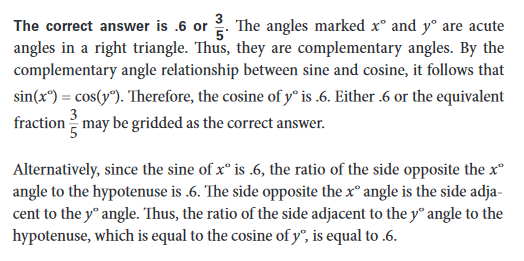 The correct answer is .6 or 3/5. The angles marked x° and y° are acute
angles in a right triangle. Thus, they are complementary angles. By the
complementary angle relationship between sine and cosine, it follows that
sin(x°) = cos(y°). Therefore, the cosine of y° is .6. Either .6 or the equivalent
fraction 3/5 may be gridded as the correct answer.
Alternatively, since the sine of x° is .6, the ratio of the side opposite the x°
angle to the hypotenuse is .6. The side opposite the x° angle is the side adja-
cent to the y° angle. Thus, the ratio of the side adjacent to the y° angle to the
hypotenuse, which is equal to the cosine of y°, is equal to .6.